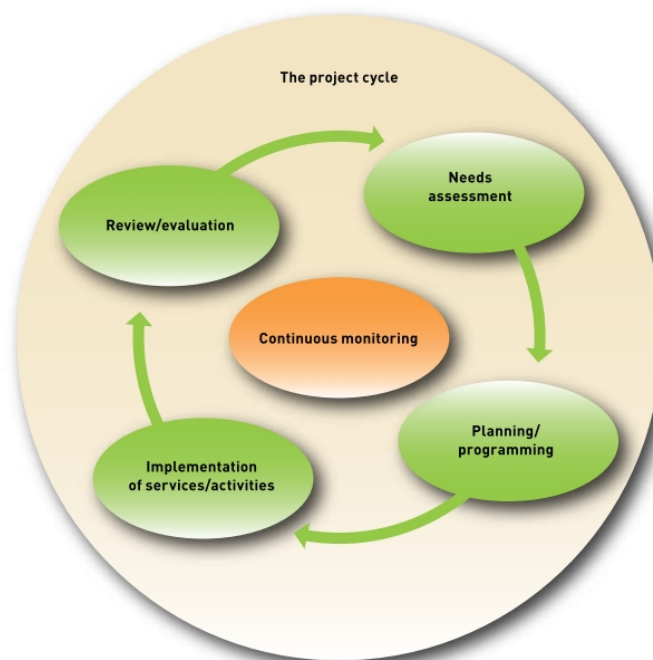 The project cycle
Needs
assessment
Review/evaluation
Continuous monitoring
Planning/
programming
Implementation
of services/activities